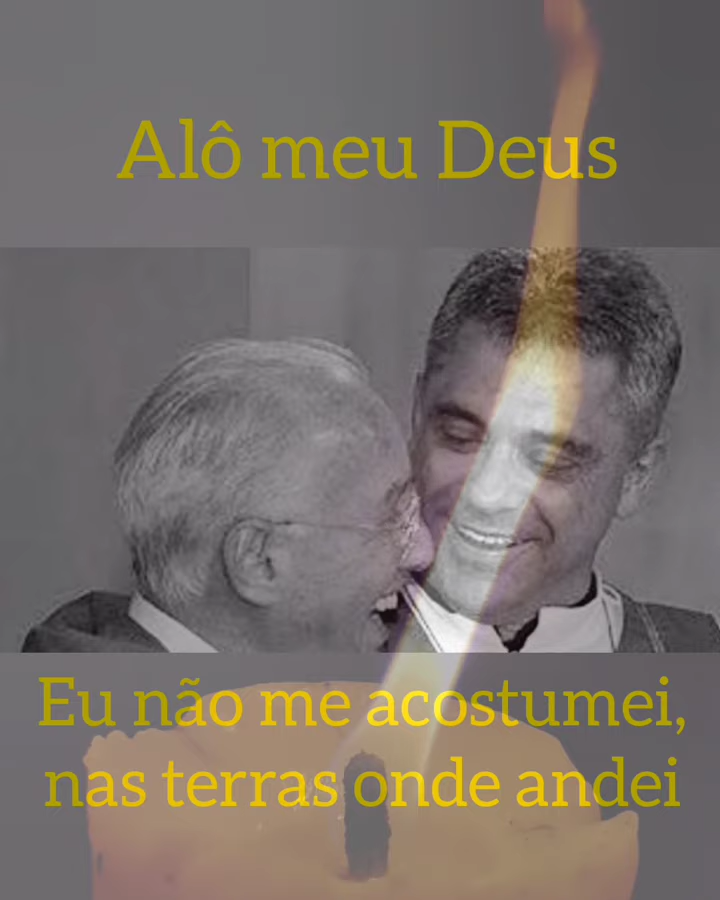 Alô meu Deus
Eu não me acostumei,
nas terras onde andei